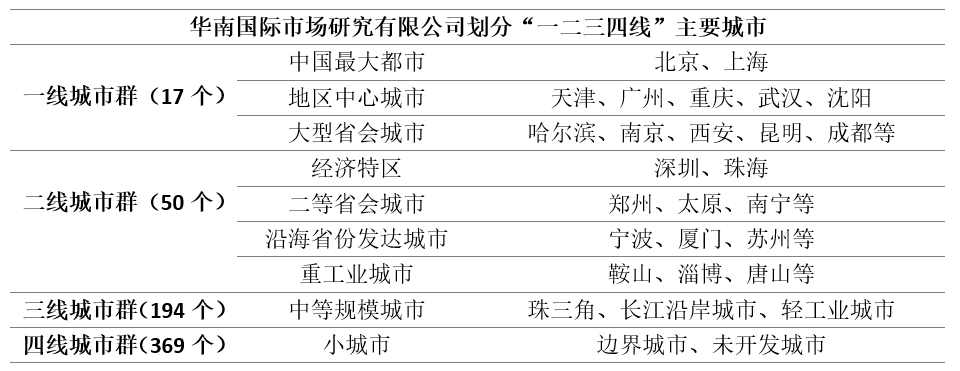 华南国际市场研究有限公司划分“一二三四线”主要城市
中国最大都市 北京、上海
一线城市群（17 个） 地区中心城市 天津、广州、重庆、武汉、沈阳
大型省会城市 哈尔滨、南京、西安、昆明、成都等
经济特区 深圳、珠海
二线城市群（50 个） 二等省会城市 郑州、太原、南宁等
沿海省份发达城市 宁波、厦门、苏州等
重工业城市 鞍山、淄博、唐山等
三线城市群（194 个） 中等规模城市 珠三角、长江沿岸城市、轻工业城市
四线城市群（369 个） 小城市 边界城市、未开发城市